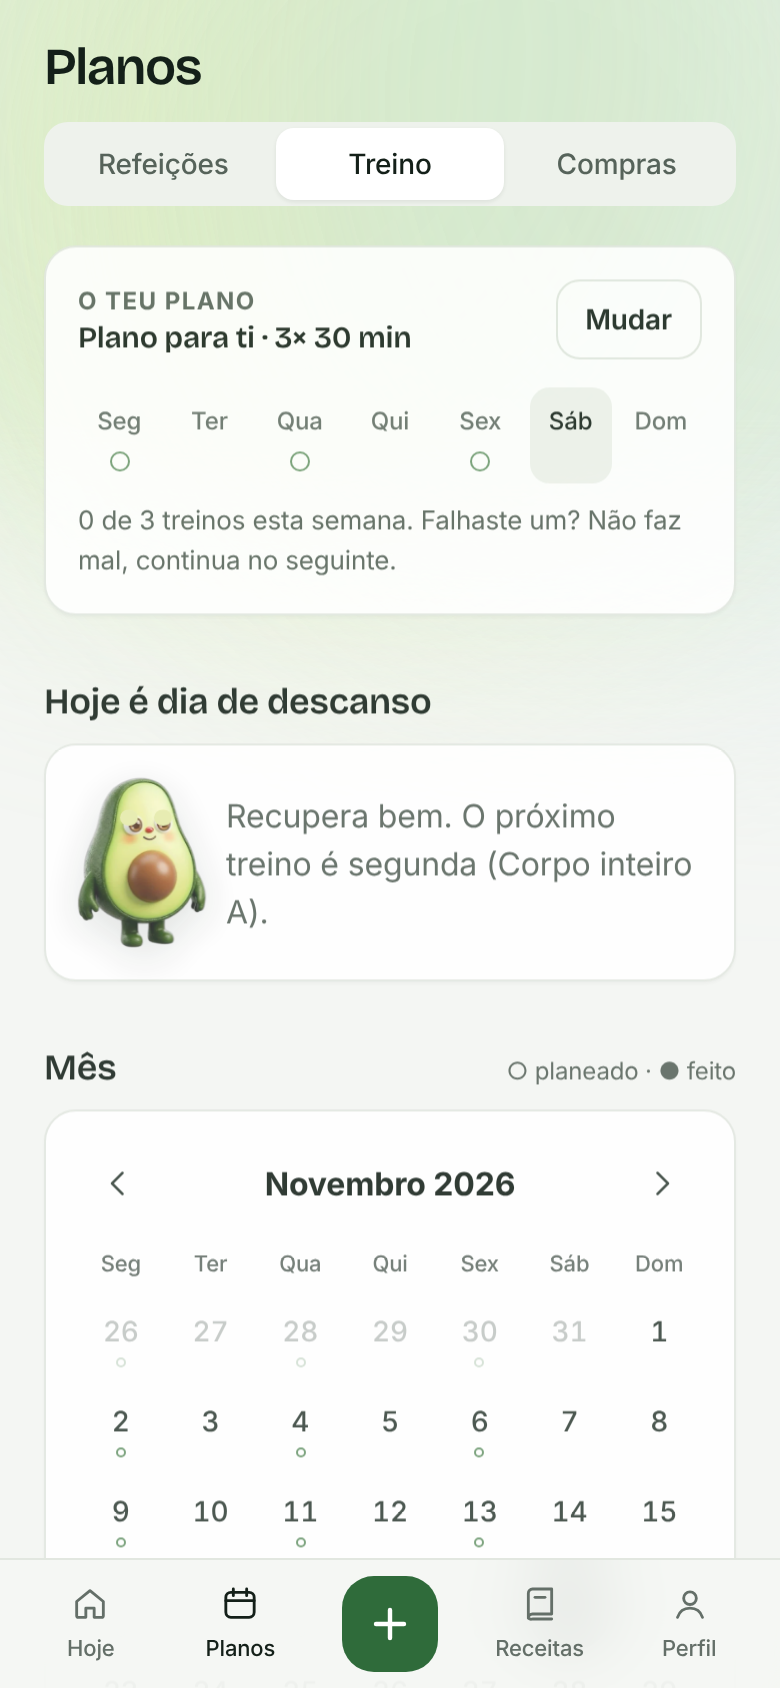 Planos
Refeições Treino Compras
O TEU PLANO
Plano para ti · 3× 30 min
Mudar
Seg Ter Qua Qui Sex Sáb Dom
0 de 3 treinos esta semana. Falhaste um? Não faz
mal, continua no seguinte.
Hoje é dia de descanso
Recupera bem. O próximo
treino é segunda (Corpo inteiro
A).
Mês
planeado · feito
Novembro 2026
Seg Ter Qua Qui Sex Sáb Dom
26 27 28 29 30 31 1
2 3 4 5 6 7 8
9 10 11 12 13 14 15
Hoje Planos Receitas Perfil